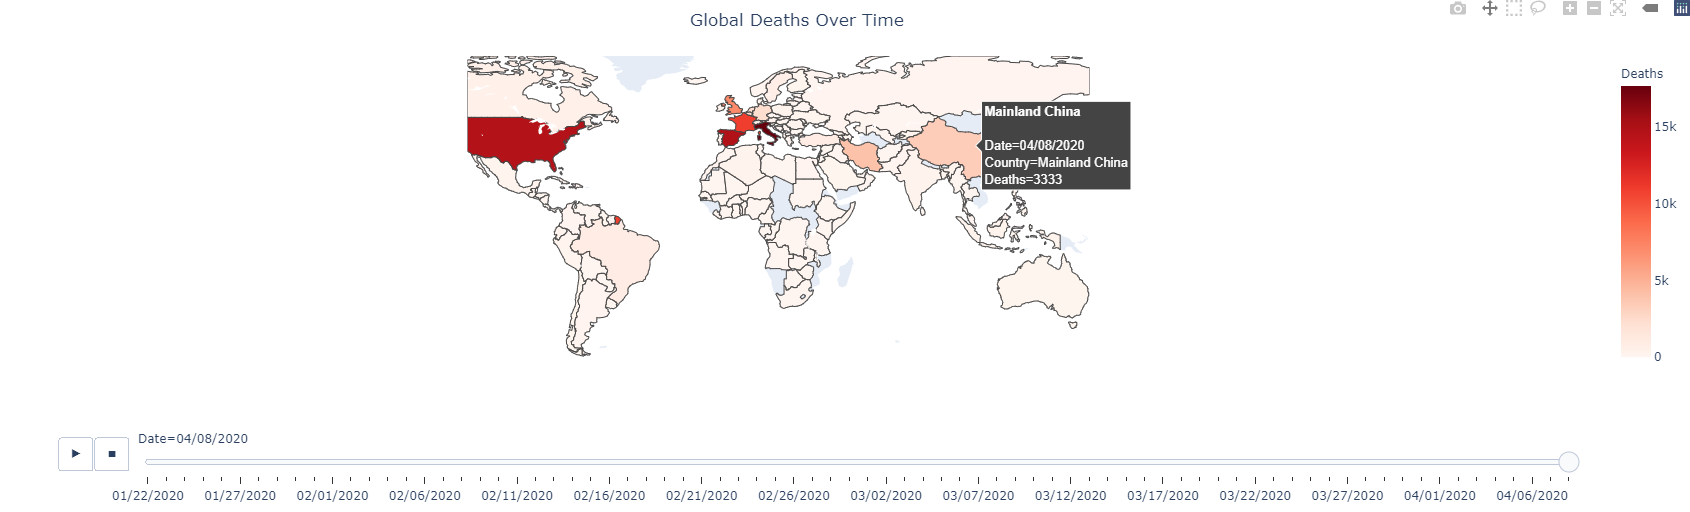 Global Deaths Over Time
Deaths
15k
10k
5k
0
Mainland China
Date=04/08/2020
Country=Mainland China
Deaths=3333
Date=04/08/2020
01/22/2020 01/27/2020 02/01/2020 02/06/2020 02/11/2020 02/16/2020 02/21/2020 02/26/2020 03/02/2020 03/07/2020 03/12/2020 03/17/2020 03/22/2020 03/27/2020 04/01/2020 04/06/2020